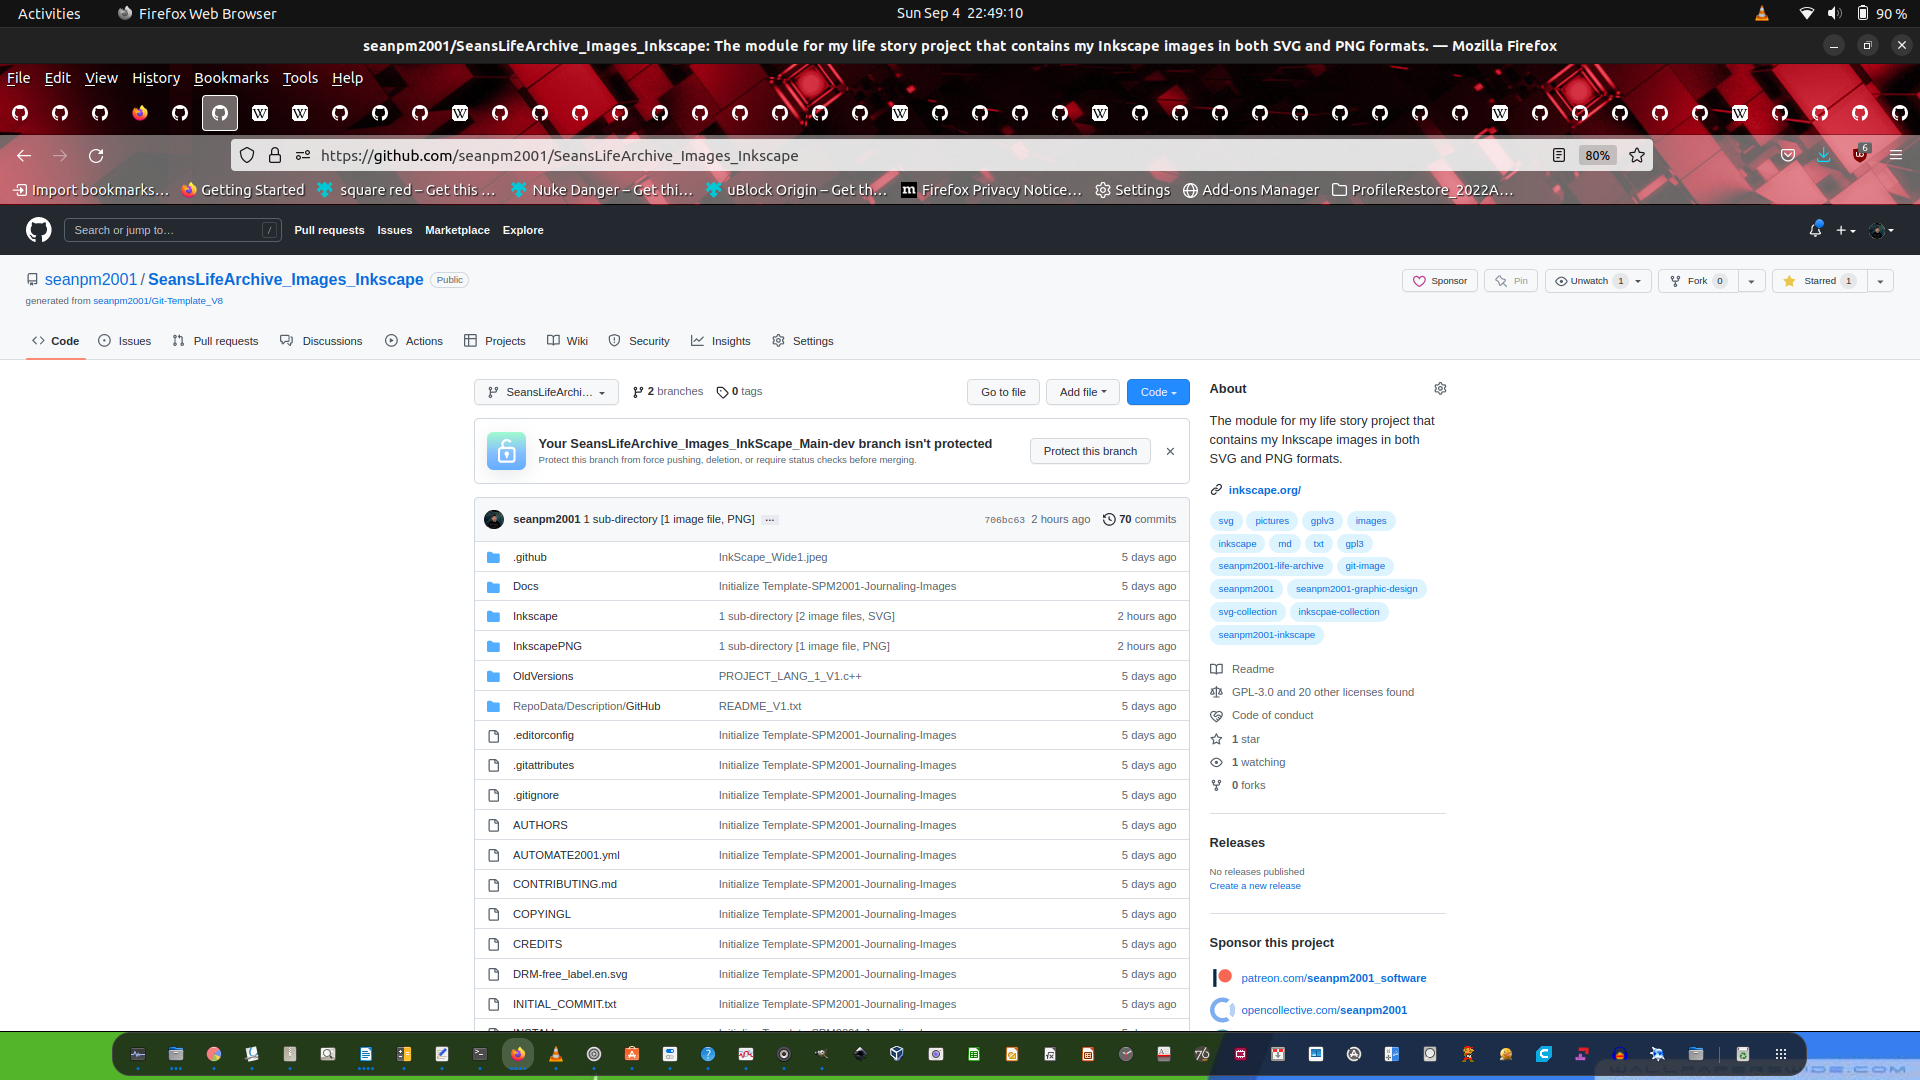 Activities Firefox Web Browser Sun Sep 4 22:49:10 90 %
seanpm2001/SeansLifeArchive_Images_Inkscape: The module for my life story project that contains my Inkscape images in both SVG and PNG formats. — Mozilla Firefox
File Edit View History Bookmarks Tools Help
https://github.com/seanpm2001/SeansLifeArchive_Images_Inkscape 80% 6
Import bookmarks… Getting Started square red – Get this … Nuke Danger – Get thi… uBlock Origin – Get th… Firefox Privacy Notice… Settings Add-ons Manager ProfileRestore_2022A…
Search or jump to… / Pull requests Issues Marketplace Explore
seanpm2001 / SeansLifeArchive_Images_Inkscape Public Sponsor Pin Unwatch 1 Fork 0 Starred 1
generated from seanpm2001/Git-Template_V8
Code Issues Pull requests Discussions Actions Projects Wiki Security Insights Settings
SeansLifeArchi… 2 branches 0 tags Go to file Add file Code
Your SeansLifeArchive_Images_InkScape_Main-dev branch isn't protected
Protect this branch from force pushing, deletion, or require status checks before merging.
Protect this branch
seanpm2001 1 sub-directory [1 image file, PNG] … 706bc63 2 hours ago 70 commits
.github InkScape_Wide1.jpeg 5 days ago
Docs Initialize Template-SPM2001-Journaling-Images 5 days ago
Inkscape 1 sub-directory [2 image files, SVG] 2 hours ago
InkscapePNG 1 sub-directory [1 image file, PNG] 2 hours ago
OldVersions PROJECT_LANG_1_V1.c++ 5 days ago
RepoData/Description/GitHub README_V1.txt 5 days ago
.editorconfig Initialize Template-SPM2001-Journaling-Images 5 days ago
.gitattributes Initialize Template-SPM2001-Journaling-Images 5 days ago
.gitignore Initialize Template-SPM2001-Journaling-Images 5 days ago
AUTHORS Initialize Template-SPM2001-Journaling-Images 5 days ago
AUTOMATE2001.yml Initialize Template-SPM2001-Journaling-Images 5 days ago
CONTRIBUTING.md Initialize Template-SPM2001-Journaling-Images 5 days ago
COPYINGL Initialize Template-SPM2001-Journaling-Images 5 days ago
CREDITS Initialize Template-SPM2001-Journaling-Images 5 days ago
DRM-free_label.en.svg Initialize Template-SPM2001-Journaling-Images 5 days ago
INITIAL_COMMIT.txt Initialize Template-SPM2001-Journaling-Images 5 days ago
About
The module for my life story project that
contains my Inkscape images in both
SVG and PNG formats.
inkscape.org/
svg pictures gplv3 images
inkscape md txt gpl3
seanpm2001-life-archive git-image
seanpm2001 seanpm2001-graphic-design
svg-collection inkscpae-collection
seanpm2001-inkscape
Readme
GPL-3.0 and 20 other licenses found
Code of conduct
1 star
1 watching
0 forks
Releases
No releases published
Create a new release
Sponsor this project
patreon.com/seanpm2001_software
opencollective.com/seanpm2001